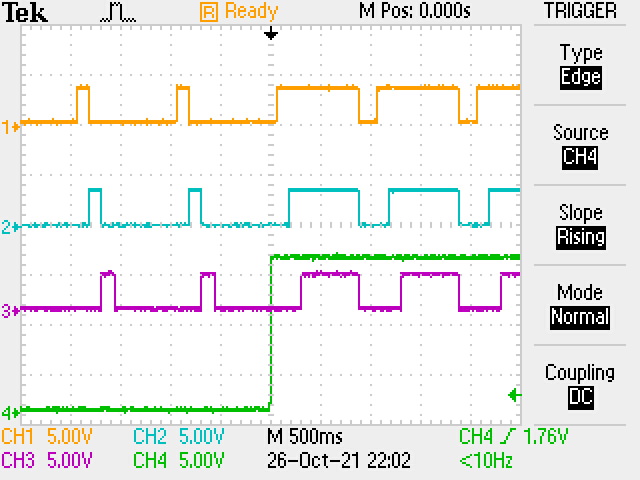 Tek R Ready M Pos: 0.000s TRIGGER
Type
Edge
Source
CH4
Slope
Rising
Mode
Normal
Coupling
DC
1
2
3
4
CH1 5.00V CH2 5.00V M 500ms CH4 1.76V
CH3 5.00V CH4 5.00V 26-Oct-21 22:02 <10Hz